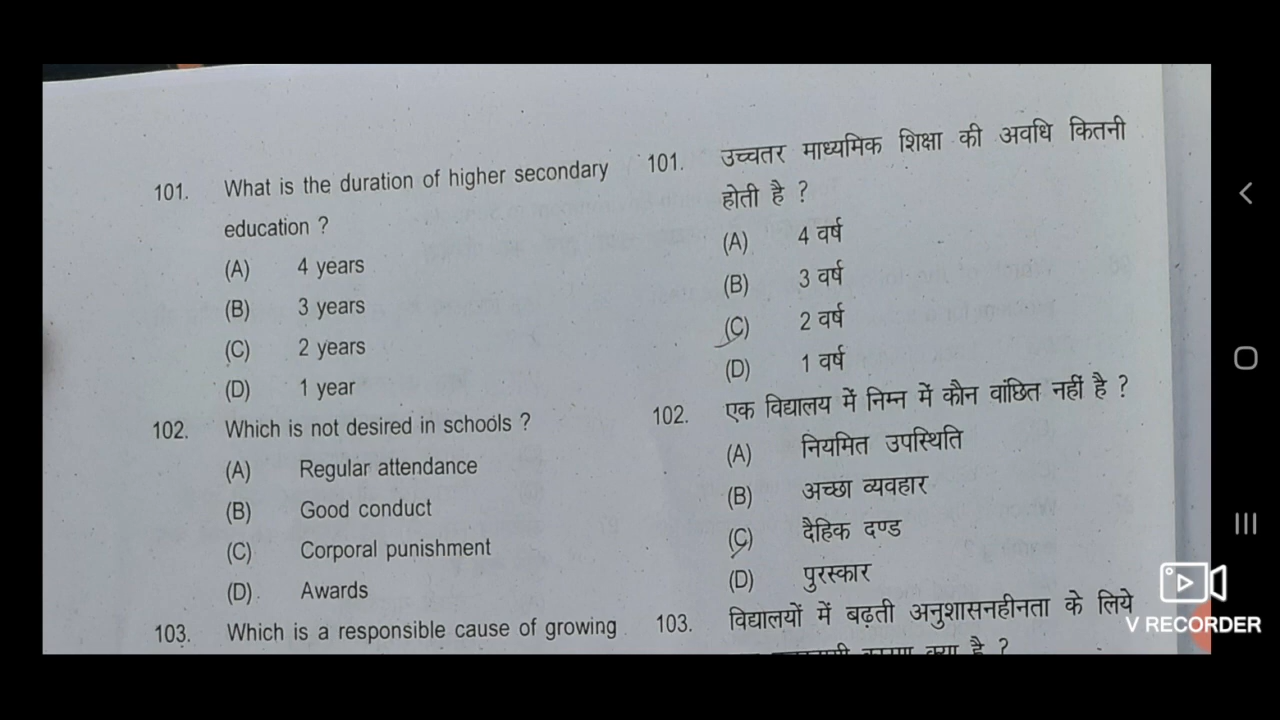 101. What is the duration of higher secondary
education ?
(A) 4 years
(B) 3 years
(C) 2 years
(D) 1 year
102. Which is not desired in schools ?
(A) Regular attendance
(B) Good conduct
(C) Corporal punishment
(D). Awards
103. Which is a responsible cause of growing
101. उच्चतर माध्यमिक शिक्षा की अवधि कितनी
होती है ?
(A) 4 वर्ष
(B) 3 वर्ष
(C) 2 वर्ष
(D) 1 वर्ष
102. एक विद्यालय में निम्न में कौन वांछित नहीं है ?
(A) नियमित उपस्थिति
(B) अच्छा व्यवहार
(C) दैहिक दण्ड
(D) पुरस्कार
103. विद्यालयों में बढ़ती अनुशासनहीनता के लिये
क्या है ?
V RECORDER